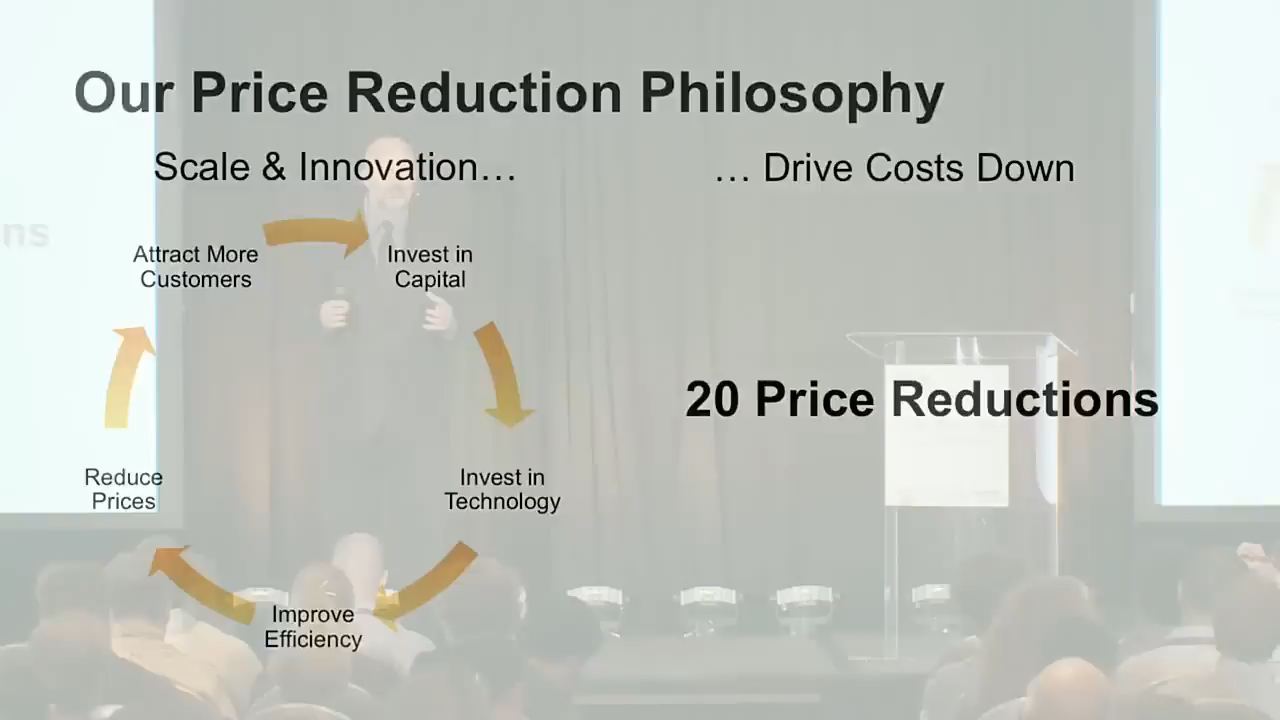 Our Price Reduction Philosophy
Scale & Innovation…
… Drive Costs Down
ns
Attract More
Customers
Invest in
Capital
20 Price Reductions
Reduce
Prices
Invest in
Technology
Improve
Efficiency